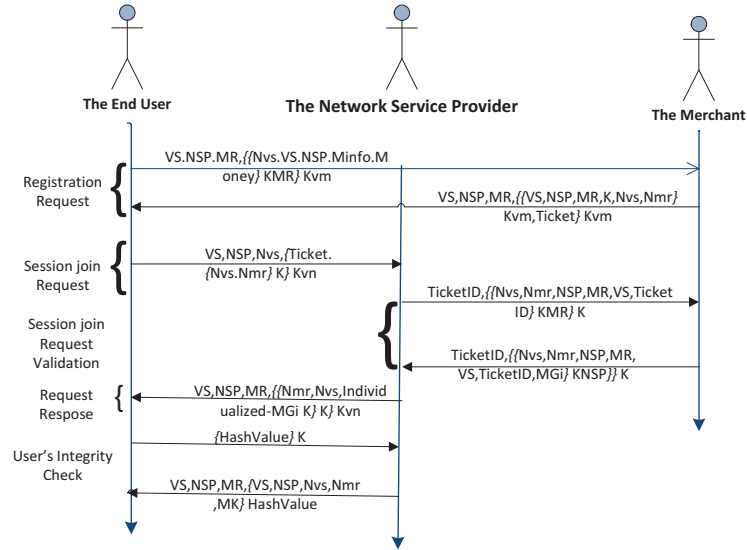 The End User
The Network Service Provider
The Merchant
Registration
Request
VS.NSP.MR,{{Nvs.VS.NSP.Minfo.M
oney} KMR} Kvm
VS,NSP,MR,{{VS,NSP,MR,K,Nvs,Nmr}
Kvm,Ticket} Kvm
Session join
Request
VS,NSP,Nvs,{Ticket.
{Nvs.Nmr} K} Kvn
TicketID,{{Nvs,Nmr,NSP,MR,VS,Ticket
ID} KMR} K
Session join
Request
Validation
TicketID,{{Nvs,Nmr,NSP,MR,
VS,TicketID,MGi} KNSP}} K
Request
Respose
VS,NSP,MR,{{Nmr,Nvs,Individ
ualized-MGi K} K} Kvn
{HashValue} K
User's Integrity
Check
VS,NSP,MR,{VS,NSP,Nvs,Nmr
,MK} HashValue